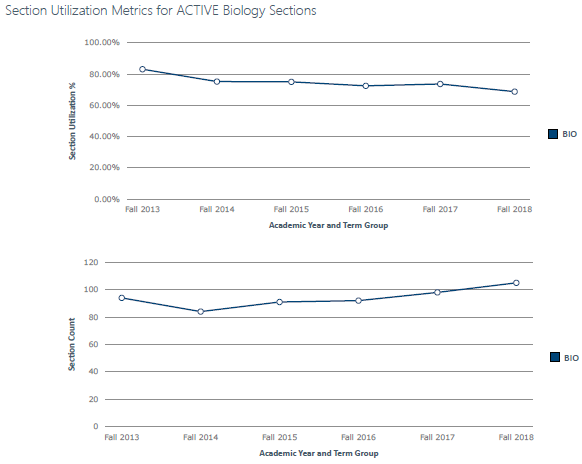 Section Utilization Metrics for ACTIVE Biology Sections
100.00%
80.00%
60.00%
40.00%
20.00%
0.00%
Section Utilization %
Fall 2013 Fall 2014 Fall 2015 Fall 2016 Fall 2017 Fall 2018
Academic Year and Term Group
BIO
120
100
80
60
40
20
0
Section Count
Fall 2013 Fall 2014 Fall 2015 Fall 2016 Fall 2017 Fall 2018
Academic Year and Term Group
BIO